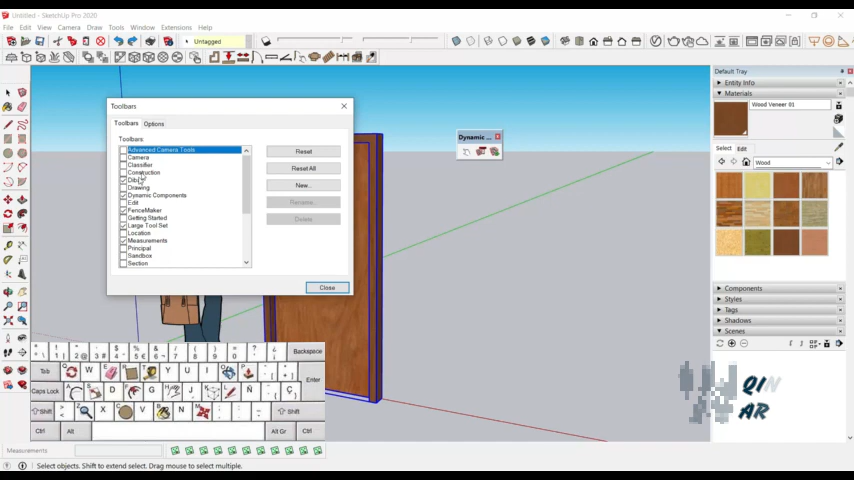 Untitled - SketchUp Pro 2020
File Edit View Camera Draw Tools Window Extensions Help
Untagged
Toolbars
Toolbars Options
Toolbars:
Advanced Camera Tools
Camera
Classifier
Construction
Drawing
Dynamic Components
Edit
FenceMaker
Getting Started
Large Tool Set
Location
Measurements
Principal
Sandbox
Section
Reset
Reset All
New...
Rename...
Delete
Close
Dynamic ...
Default Tray
Entity Info
Materials
Wood Veneer 01
Select Edit
Wood
Components
Styles
Tags
Shadows
Scenes
Backspace
Tab Q W E R T Y U I O P
Enter
Caps Lock A S D F G H J K L Ñ Ç
Shift Z X C V B N M Shift
Ctrl Alt Alt Gr Ctrl
QIN
AR
Measurements
Select objects. Shift to extend select. Drag mouse to select multiple.